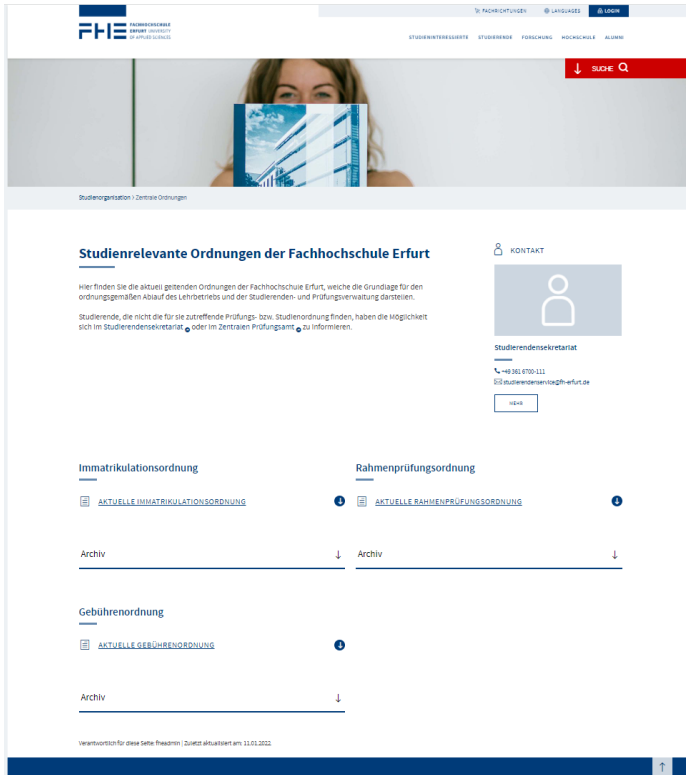 FACHRICHTUNGEN LANGUAGES LOGIN
FHE FACHHOCHSCHULE
ERFURT UNIVERSITY
OF APPLIED SCIENCES
STUDIENINTERESSIERTE STUDIERENDE FORSCHUNG HOCHSCHULE ALUMNI
SUCHE
Studienorganisation > Zentrale Ordnungen
Studienrelevante Ordnungen der Fachhochschule Erfurt
Hier finden Sie die aktuell geltenden Ordnungen der Fachhochschule Erfurt, welche die Grundlage für den
ordnungsgemäßen Ablauf des Lehrbetriebs und der Studierenden- und Prüfungsverwaltung darstellen.
Studierende, die nicht die für sie zutreffende Prüfungs- bzw. Studienordnung finden, haben die Möglichkeit
sich im Studierendensekretariat oder im Zentralen Prüfungsamt zu informieren.
KONTAKT
Studierendensekretariat
+49 361 6700-111
studierendenservice@fh-erfurt.de
MEHR
Immatrikulationsordnung
AKTUELLE IMMATRIKULATIONSORDNUNG
Archiv
Rahmenprüfungsordnung
AKTUELLE RAHMENPRÜFUNGSORDNUNG
Archiv
Gebührenordnung
AKTUELLE GEBÜHRENORDNUNG
Archiv
Verantwortlich für diese Seite: fheadmin | Zuletzt aktualisiert am: 11.01.2022